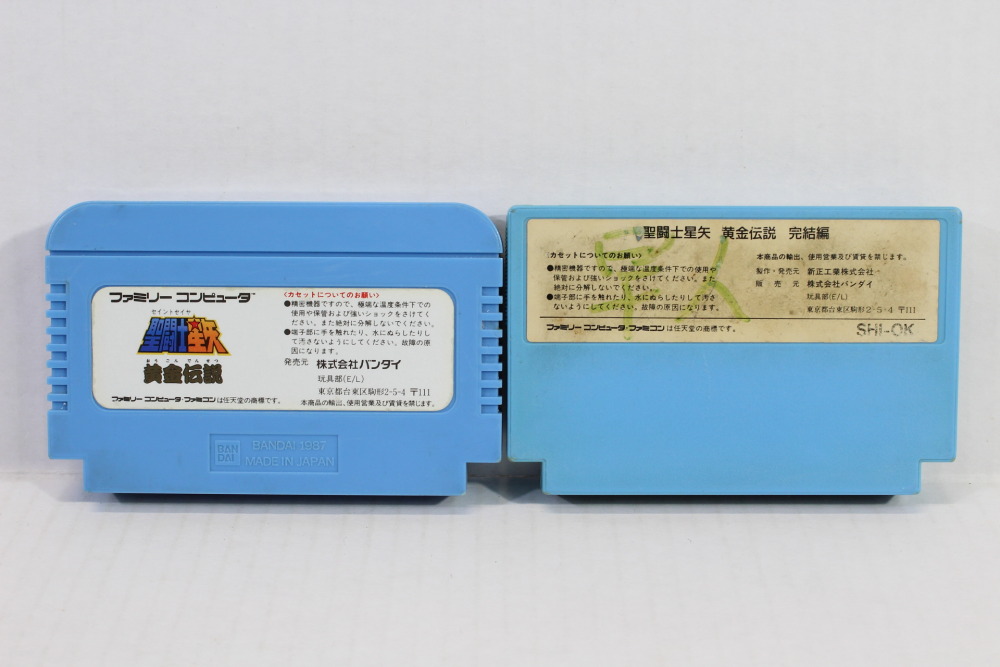 ファミリー コンピュータ™
セイントセイヤ
聖闘士星矢
おうごんでんせつ
黄金伝説
〈カセットについてのお願い〉
●精密機器ですので、極端な温度条件下での
使用や保管および強いショックをさけてく
ださい。また絶対に分解しないでください。
●端子部に手を触れたり、水にぬらしたりし
て汚さないようにしてください。故障の原
因になります。
発売元 株式会社バンダイ
玩具部(E/L)
東京都台東区駒形2-5-4 〒111
ファミリー コンピュータ・ファミコンは任天堂の商標です。
本商品の輸出、使用営業及び賃貸を禁じます。
BAN
DAI
BANDAI 1987
MADE IN JAPAN
聖闘士星矢 黄金伝説 完結編
〈カセットについてのお願い〉
●精密機器ですので、極端な温度条件下での使用や
保管および強いショックをさけてください。また
絶対に分解しないでください。
●端子部に手を触れたり、水にぬらしたりして汚さ
ないようにしてください。故障の原因になります。
本商品の輸出、使用営業及び賃貸を禁じます。
製作・発売元 新正工業株式会社
販売元 株式会社バンダイ
玩具部(E/L)
東京都台東区駒形2-5-4 〒111
ファミリー コンピュータ・ファミコンは任天堂の商標です。
SHI-OK